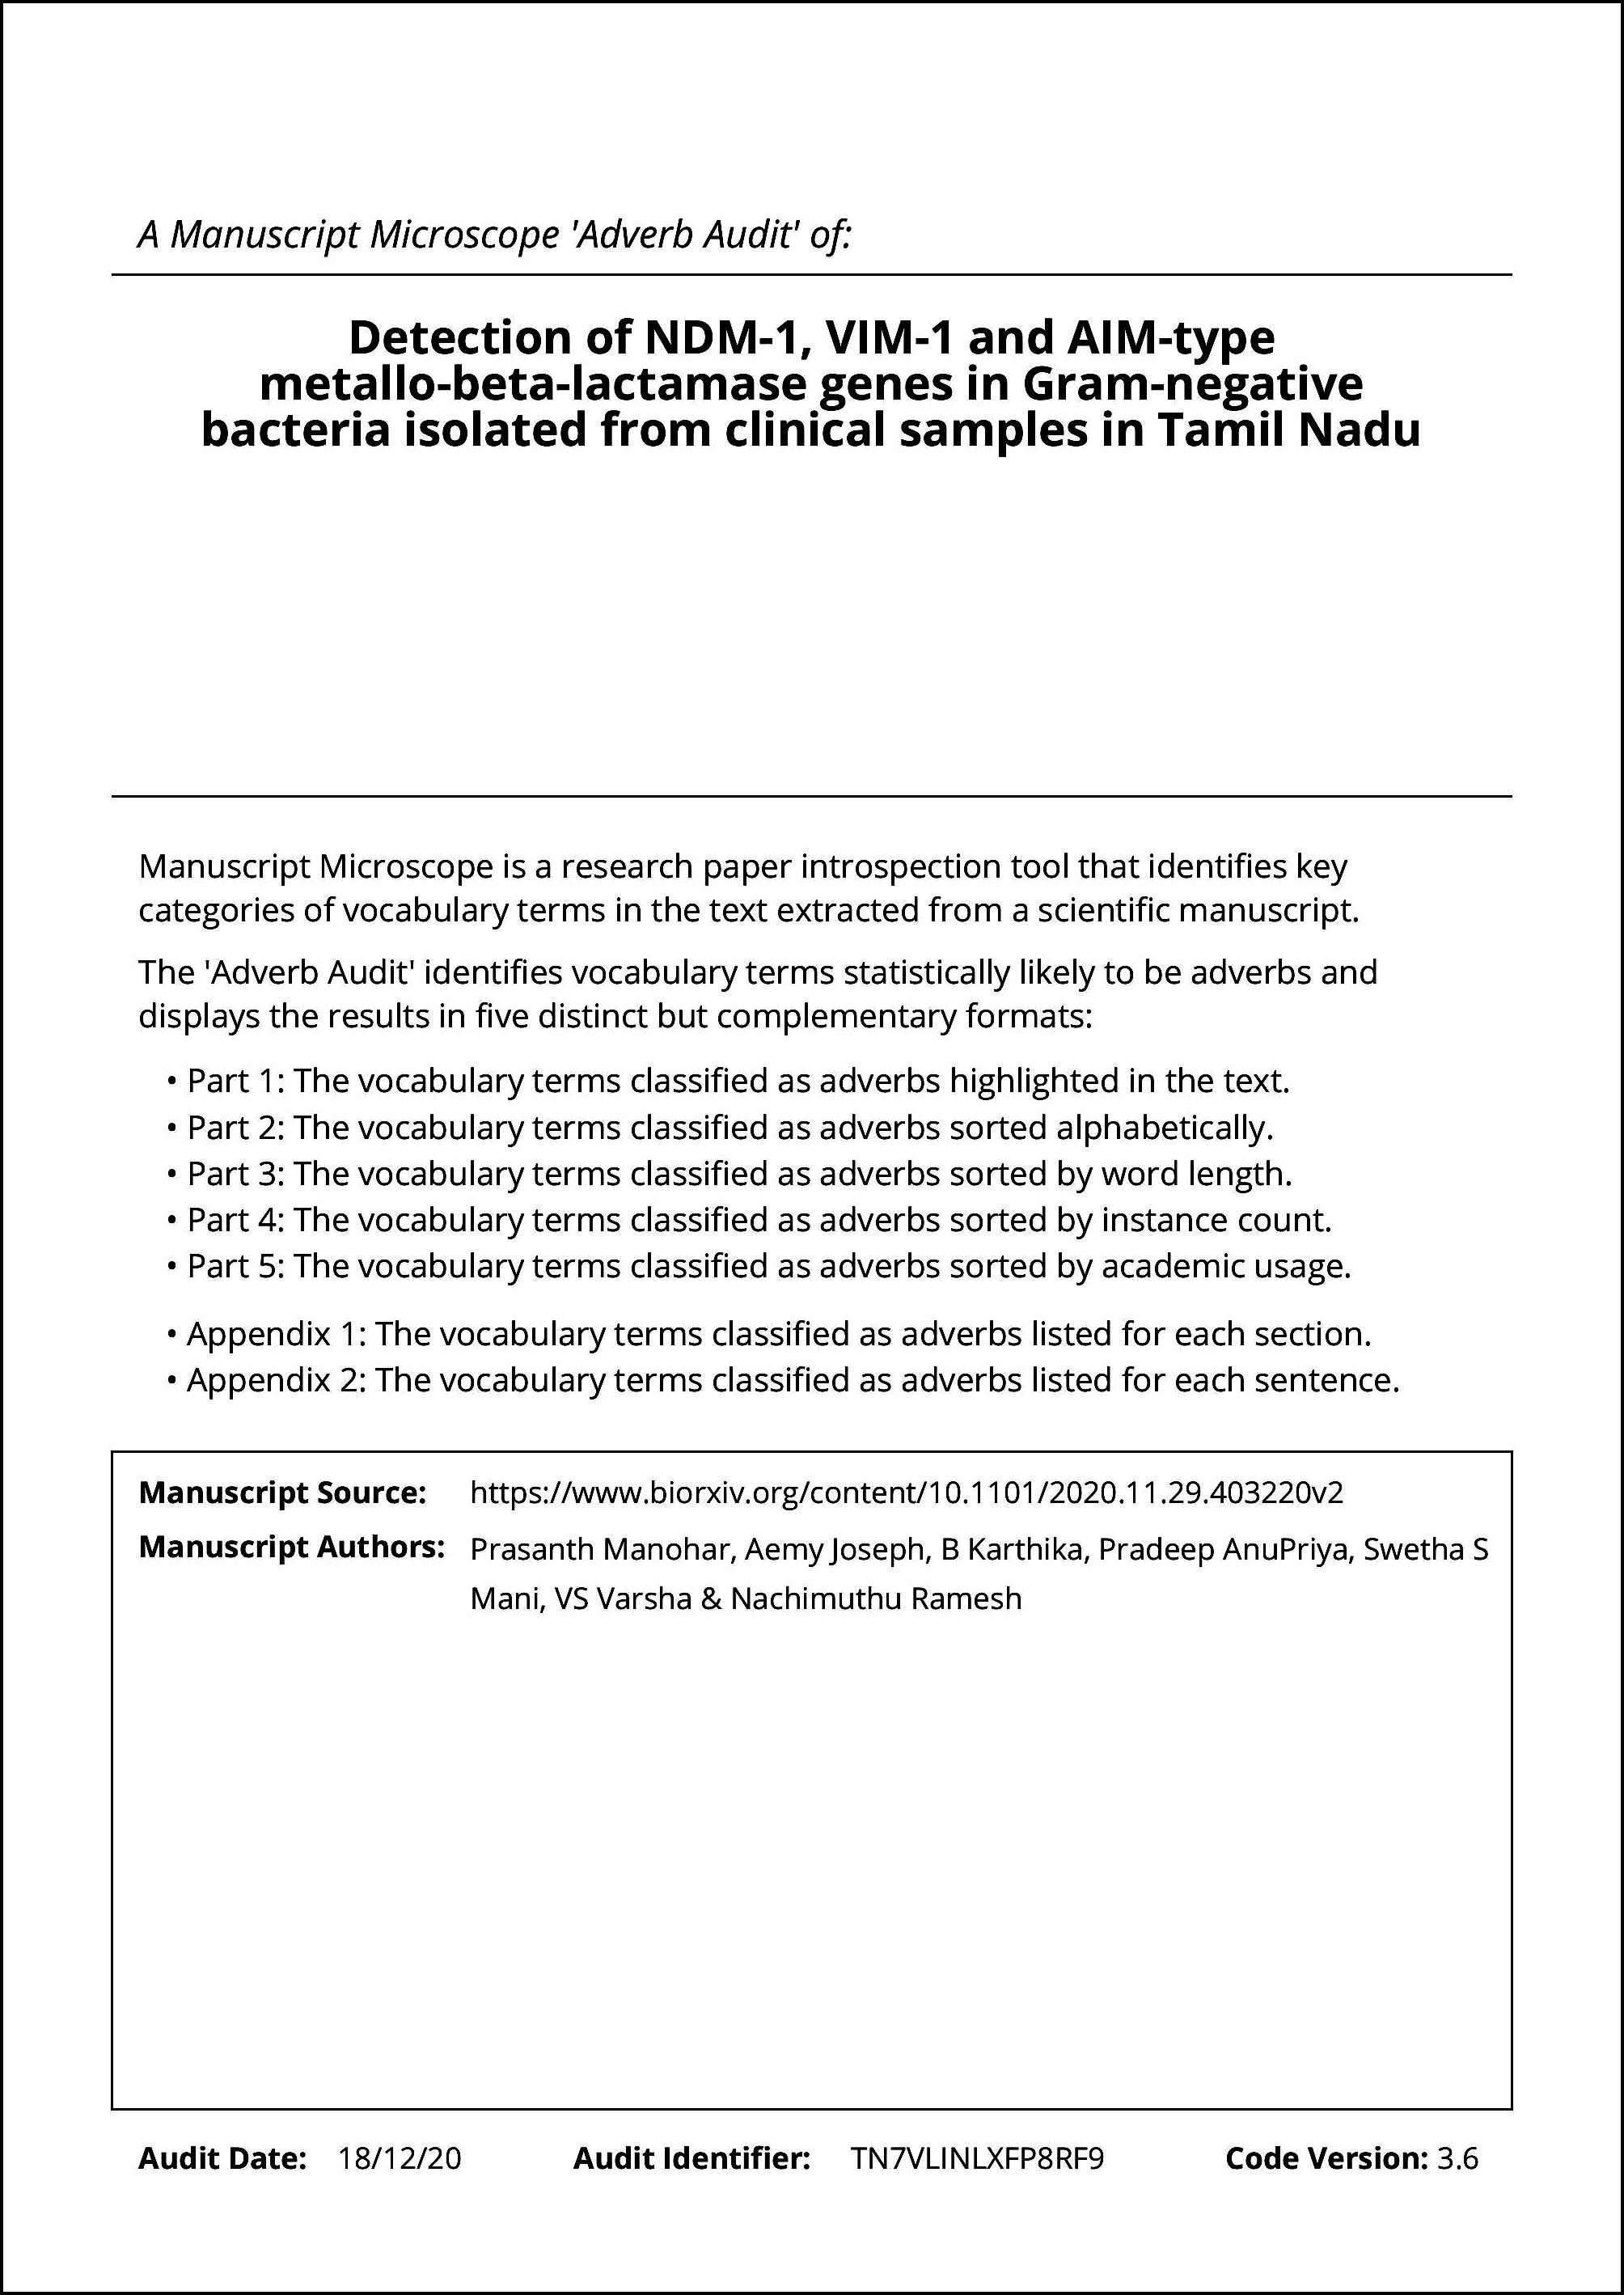 A Manuscript Microscope 'Adverb Audit' of:
Detection of NDM-1, VIM-1 and AIM-type
metallo-beta-lactamase genes in Gram-negative
bacteria isolated from clinical samples in Tamil Nadu
Manuscript Microscope is a research paper introspection tool that identifies key
categories of vocabulary terms in the text extracted from a scientific manuscript.
The 'Adverb Audit' identifies vocabulary terms statistically likely to be adverbs and
displays the results in five distinct but complementary formats:
• Part 1: The vocabulary terms classified as adverbs highlighted in the text.
• Part 2: The vocabulary terms classified as adverbs sorted alphabetically.
• Part 3: The vocabulary terms classified as adverbs sorted by word length.
• Part 4: The vocabulary terms classified as adverbs sorted by instance count.
• Part 5: The vocabulary terms classified as adverbs sorted by academic usage.
• Appendix 1: The vocabulary terms classified as adverbs listed for each section.
• Appendix 2: The vocabulary terms classified as adverbs listed for each sentence.
Manuscript Source: https://www.biorxiv.org/content/10.1101/2020.11.29.403220v2
Manuscript Authors: Prasanth Manohar, Aemy Joseph, B Karthika, Pradeep AnuPriya, Swetha S
Mani, VS Varsha & Nachimuthu Ramesh
Audit Date: 18/12/20 Audit Identifier: TN7VLINLXFP8RF9 Code Version: 3.6